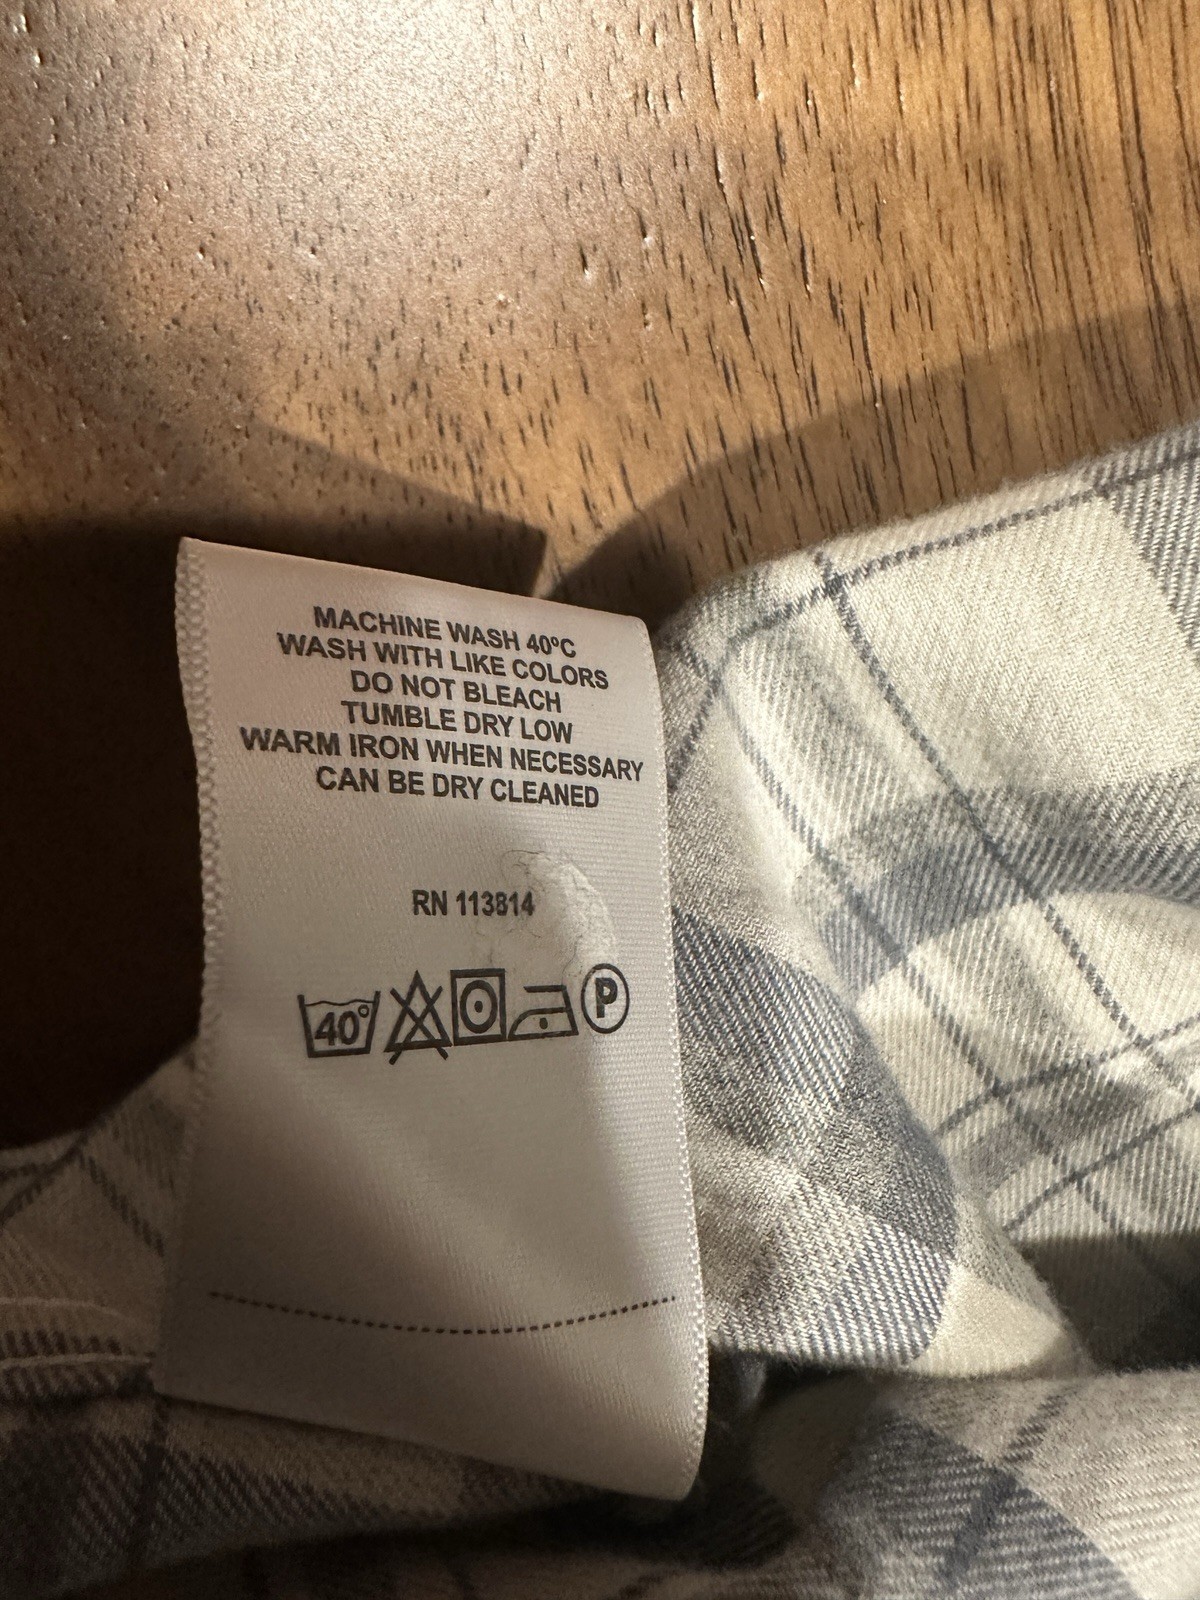 MACHINE WASH 40ºC
WASH WITH LIKE COLORS
DO NOT BLEACH
TUMBLE DRY LOW
WARM IRON WHEN NECESSARY
CAN BE DRY CLEANED
RN 113814
40° P